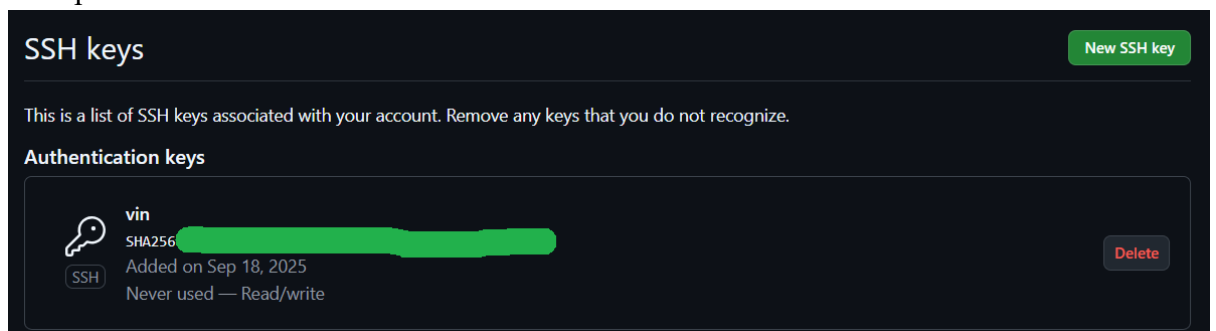 SSH keys
New SSH key
This is a list of SSH keys associated with your account. Remove any keys that you do not recognize.
Authentication keys
vin
SHA256
Added on Sep 18, 2025
SSH
Never used — Read/write
Delete